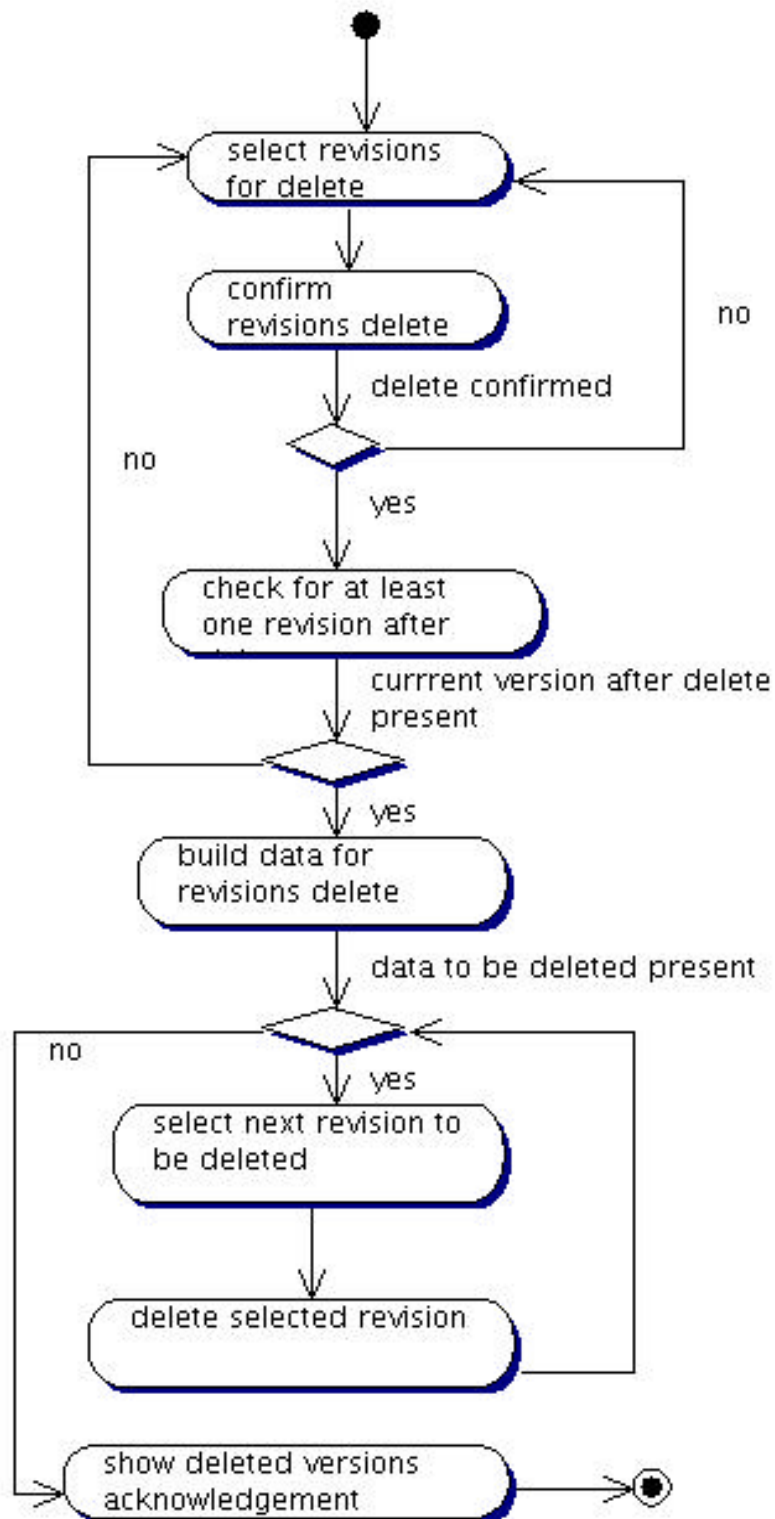 select revisions
for delete
confirm
revisions delete
no
delete confirmed
no
yes
check for at least
one revision after
currrent version after delete
present
yes
build data for
revisions delete
data to be deleted present
no
yes
select next revision to
be deleted
delete selected revision
show deleted versions
acknowledgement